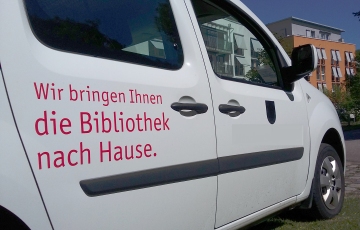 Wir bringen Ihnen
die Bibliothek
nach Hause.